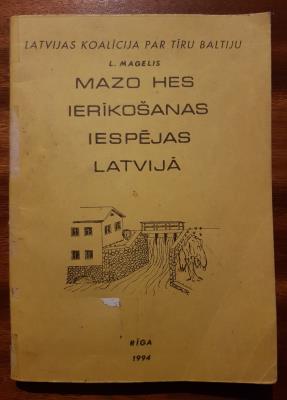 LATVIJAS KOALĪCIJA PAR TĪRU BALTIJU
L. MAGELIS
MAZO HES
IERĪKOŠANAS
IESPĒJAS
LATVIJĀ
RĪGA
1994